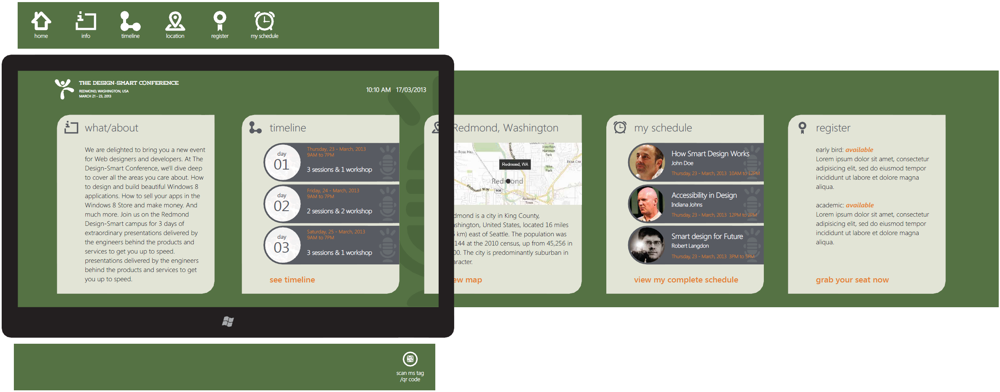 home
info
timeline
location
register
my schedule
THE DESIGN-SMART CONFERENCE
REDMOND, WASHINGTON, USA
MARCH 21 - 23, 2013
10:10 AM 17/03/2013
what/about
We are delighted to bring you a new event
for Web designers and developers. At The
Design-Smart Conference, we'll dive deep
to cover all the areas you care about. How
to design and build beautiful Windows 8
applications. How to sell your apps in the
Windows 8 Store and make money. And
much more. Join us on the Redmond
Design-Smart campus for 3 days of
extraordinary presentations delivered by
the engineers behind the products and
services to get you up to speed.
presentations delivered by the engineers
behind the products and services to get
you up to speed.
timeline
day
01
Thursday, 23 - March, 2013
9AM to 7PM
3 sessions & 1 workshop
day
02
Friday, 24 - March, 2013
9AM to 7PM
2 sessions & 2 workshop
day
03
Saturday, 25 - March, 2013
9AM to 7PM
3 sessions & 1 workshop
see timeline
Redmond, Washington
W-ROSE HILL
Woodinville
Jonathan
Hartman
Park
BEAR CRE
Redmond, WA
Nike
Park
Redmond
Redmond Way
908
Redmond
Town
dmond is a city in King County,
ashington, United States, located 16 miles
km) east of Seattle. The population was
144 at the 2010 census, up from 45,256 in
00. The city is predominantly suburban in
aracter.
ew map
my schedule
How Smart Design Works
John Doe
Thursday, 23 - March, 2013 10AM to 12PM
Accessibility in Design
Indiana Johns
Thursday, 23 - March, 2013 12PM to 2PM
Smart design for Future
Robert Langdon
Thursday, 23 - March, 2013 3PM to 5PM
view my complete schedule
register
early bird: available
Lorem ipsum dolor sit amet, consectetur
adipisicing elit, sed do eiusmod tempor
incididunt ut labore et dolore magna
aliqua.
academic: available
Lorem ipsum dolor sit amet, consectetur
adipisicing elit, sed do eiusmod tempor
incididunt ut labore et dolore magna
aliqua.
grab your seat now
scan ms tag
/qr code